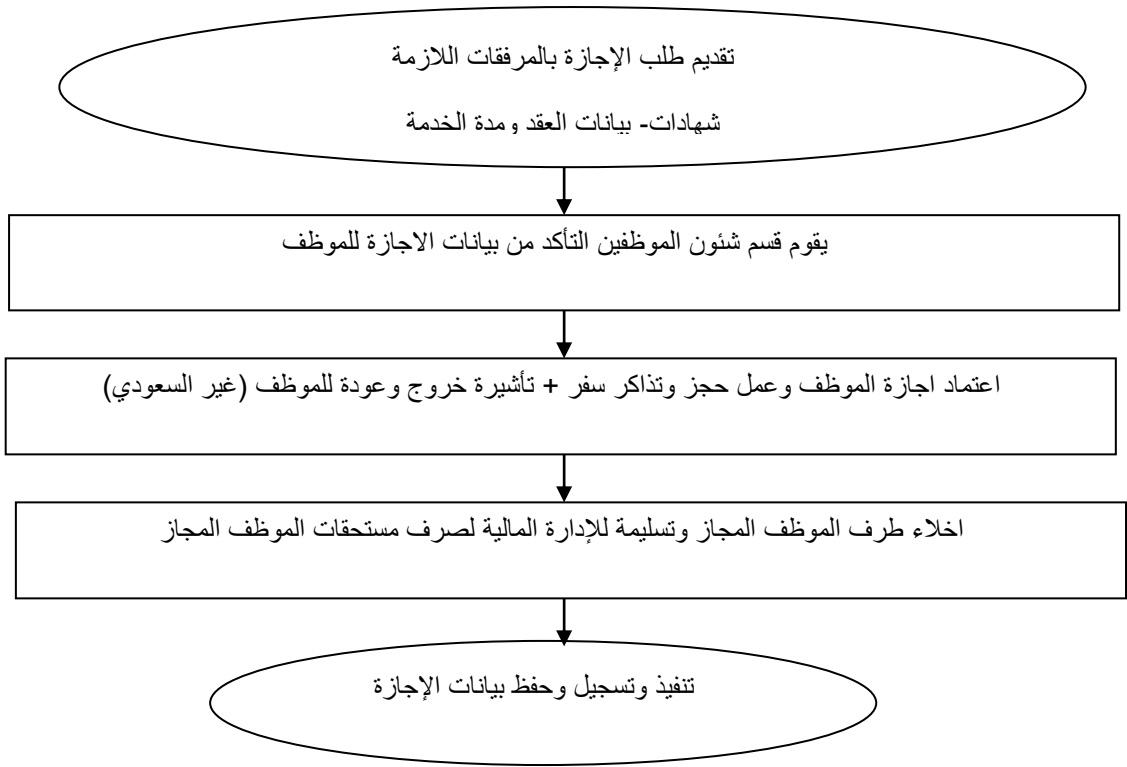 تقديم طلب الإجازة بالمرفقات اللازمة
شهادات- بيانات العقد ومدة الخدمة
يقوم قسم شئون الموظفين التأكد من بيانات الاجازة للموظف
اعتماد اجازة الموظف وعمل حجز وتذاكر سفر + تأشيرة خروج وعودة للموظف (غير السعودي)
اخلاء طرف الموظف المجاز وتسليمة للإدارة المالية لصرف مستحقات الموظف المجاز
تنفيذ وتسجيل وحفظ بيانات الإجازة